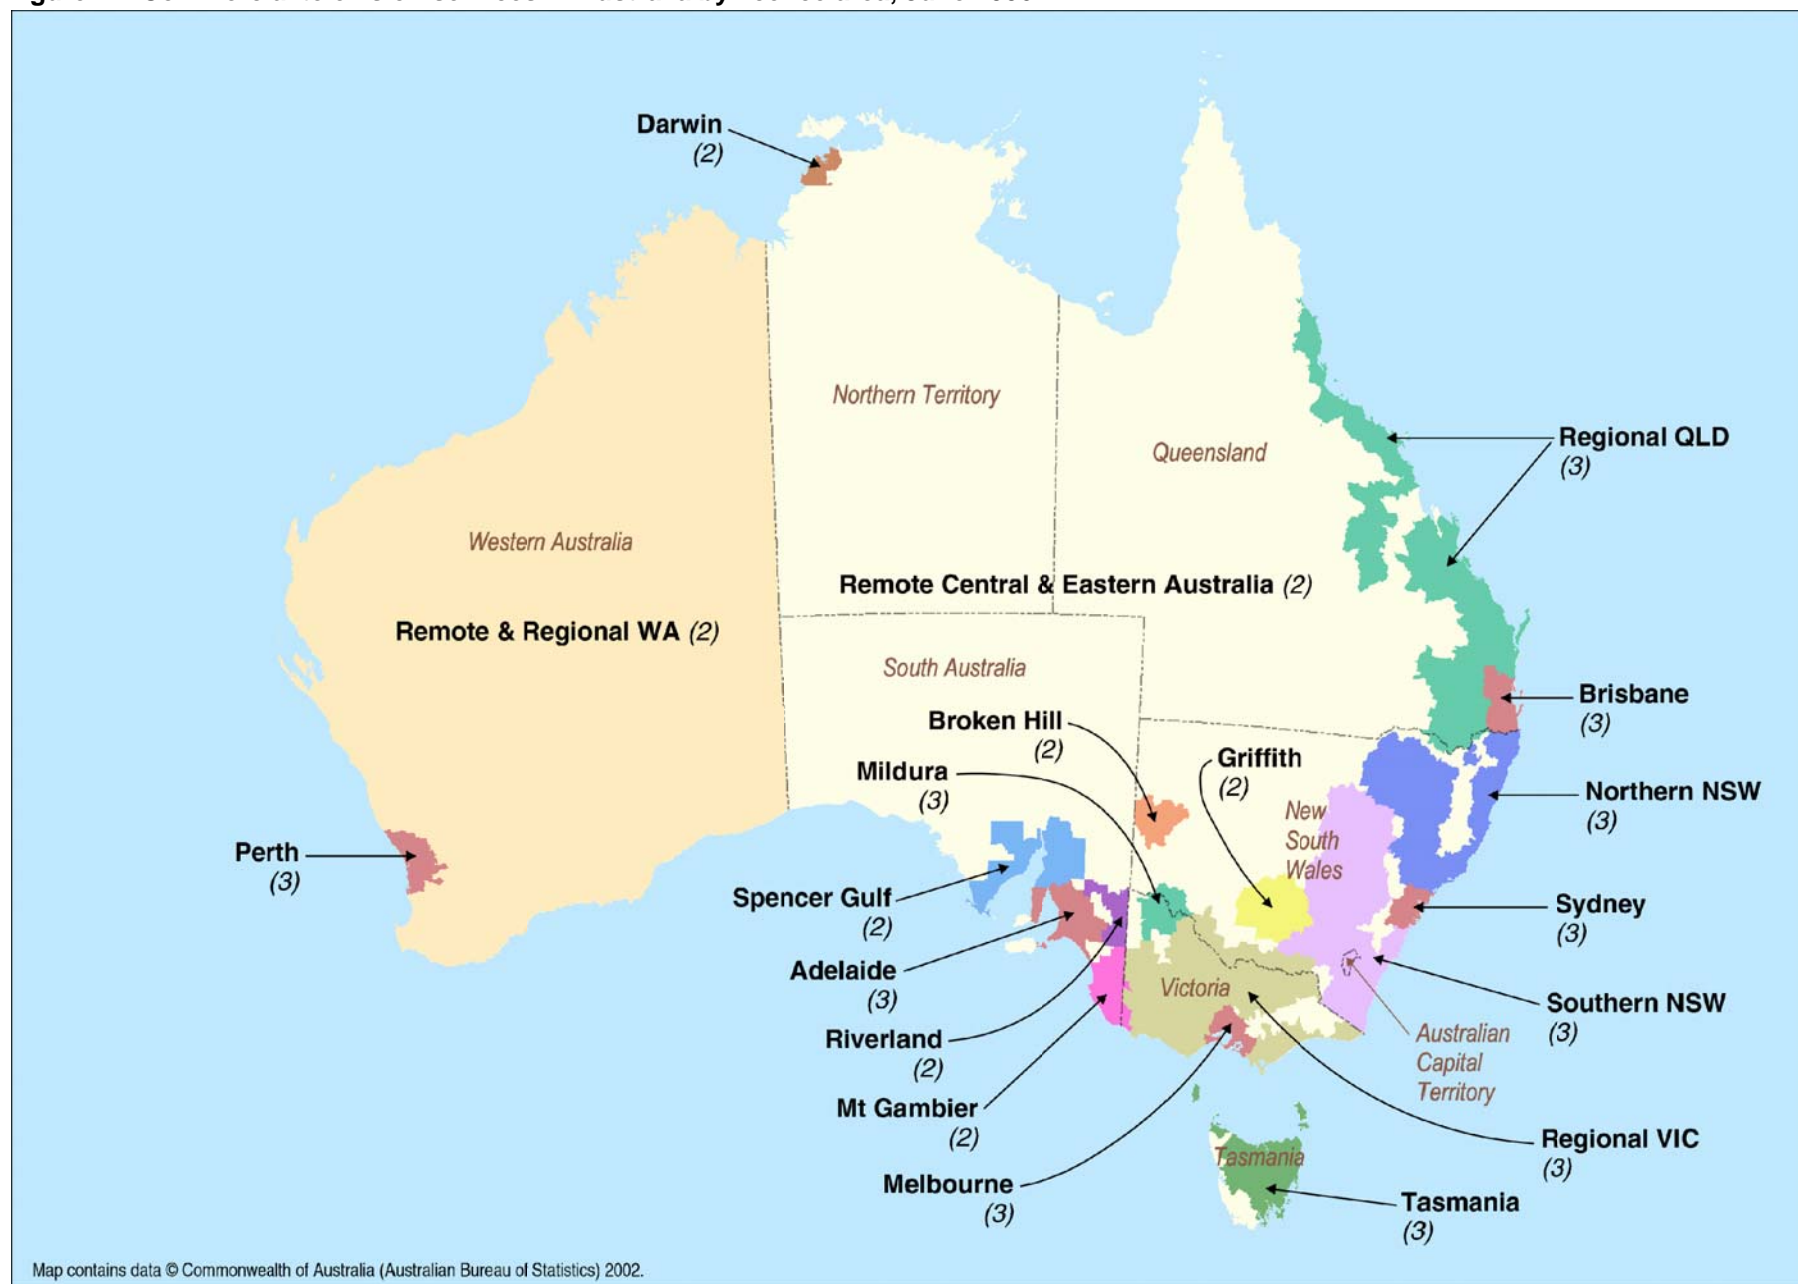 Darwin
(2)
Northern Territory
Regional QLD
(3)
Queensland
Western Australia
Remote Central & Eastern Australia (2)
Remote & Regional WA (2)
South Australia
Brisbane
(3)
Broken Hill
(2)
Griffith
(2)
Mildura
(3)
Northern NSW
(3)
New
South
Wales
Perth
(3)
Spencer Gulf
(2)
Sydney
(3)
Adelaide
(3)
Victoria
Southern NSW
(3)
Riverland
(2)
Australian
Capital
Territory
Mt Gambier
(2)
Regional VIC
(3)
Tasmania
Melbourne
(3)
Tasmania
(3)
Map contains data © Commonwealth of Australia (Australian Bureau of Statistics) 2002.